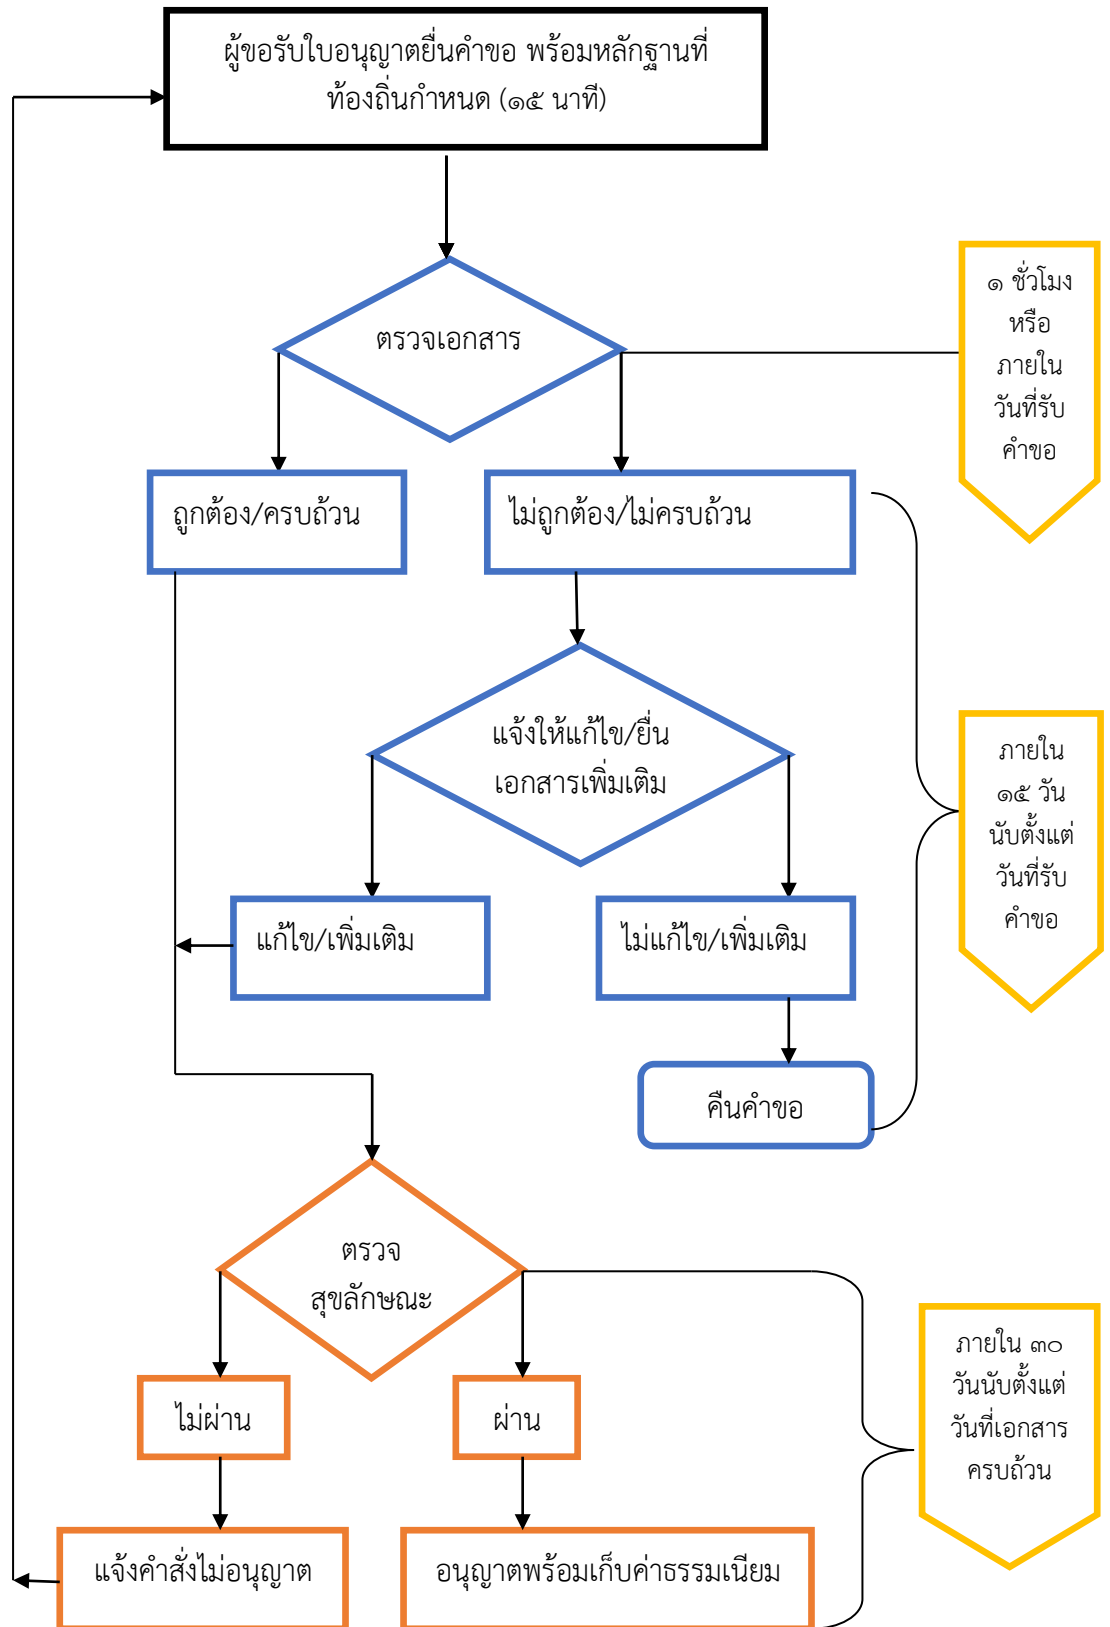 ผู้ขอรับใบอนุญาตยื่นคำขอ พร้อมหลักฐานที่
ท้องถิ่นกำหนด (๑๕ นาที)
ตรวจเอกสาร
๑ ชั่วโมง
หรือ
ภายใน
วันที่รับ
คำขอ
ถูกต้อง/ครบถ้วน
ไม่ถูกต้อง/ไม่ครบถ้วน
แจ้งให้แก้ไข/ยื่น
เอกสารเพิ่มเติม
ภายใน
๑๕ วัน
นับตั้งแต่
วันที่รับ
คำขอ
แก้ไข/เพิ่มเติม
ไม่แก้ไข/เพิ่มเติม
คืนคำขอ
ตรวจ
สุขลักษณะ
ภายใน ๓๐
วันนับตั้งแต่
วันที่เอกสาร
ครบถ้วน
ไม่ผ่าน
ผ่าน
แจ้งคำสั่งไม่อนุญาต
อนุญาตพร้อมเก็บค่าธรรมเนียม